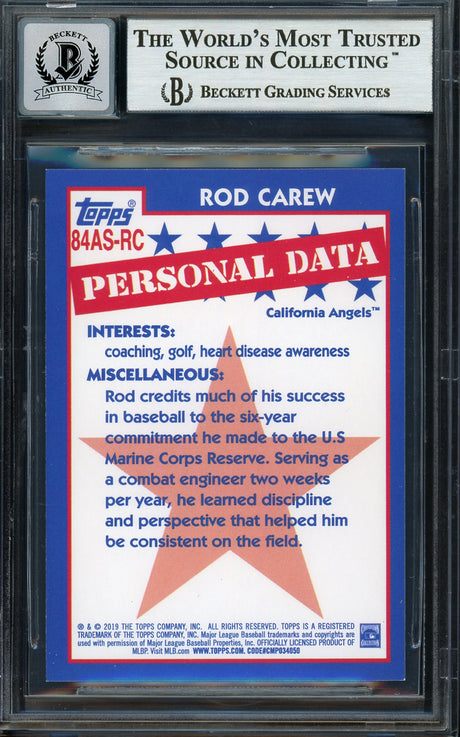 BECKETT
B
AUTHENTIC
THE WORLD'S MOST TRUSTED
SOURCE IN COLLECTING™
B BECKETT GRADING SERVICES
Topps®
ROD CAREW
84AS-RC
PERSONAL DATA
California Angels™
INTERESTS:
coaching, golf, heart disease awareness
MISCELLANEOUS:
Rod credits much of his success
in baseball to the six-year
commitment he made to the U.S
Marine Corps Reserve. Serving as
a combat engineer two weeks
per year, he learned discipline
and perspective that helped him
be consistent on the field.
® & © 2019 THE TOPPS COMPANY, INC. ALL RIGHTS RESERVED. TOPPS IS A REGISTERED
TRADEMARK OF THE TOPPS COMPANY, INC. Major League Baseball trademarks and copyrights are
used with permission of Major League Baseball Properties, Inc. OFFICIALLY LICENSED PRODUCT OF
MLBP. Visit MLB.com WWW.TOPPS.COM. CODE#CMP034050